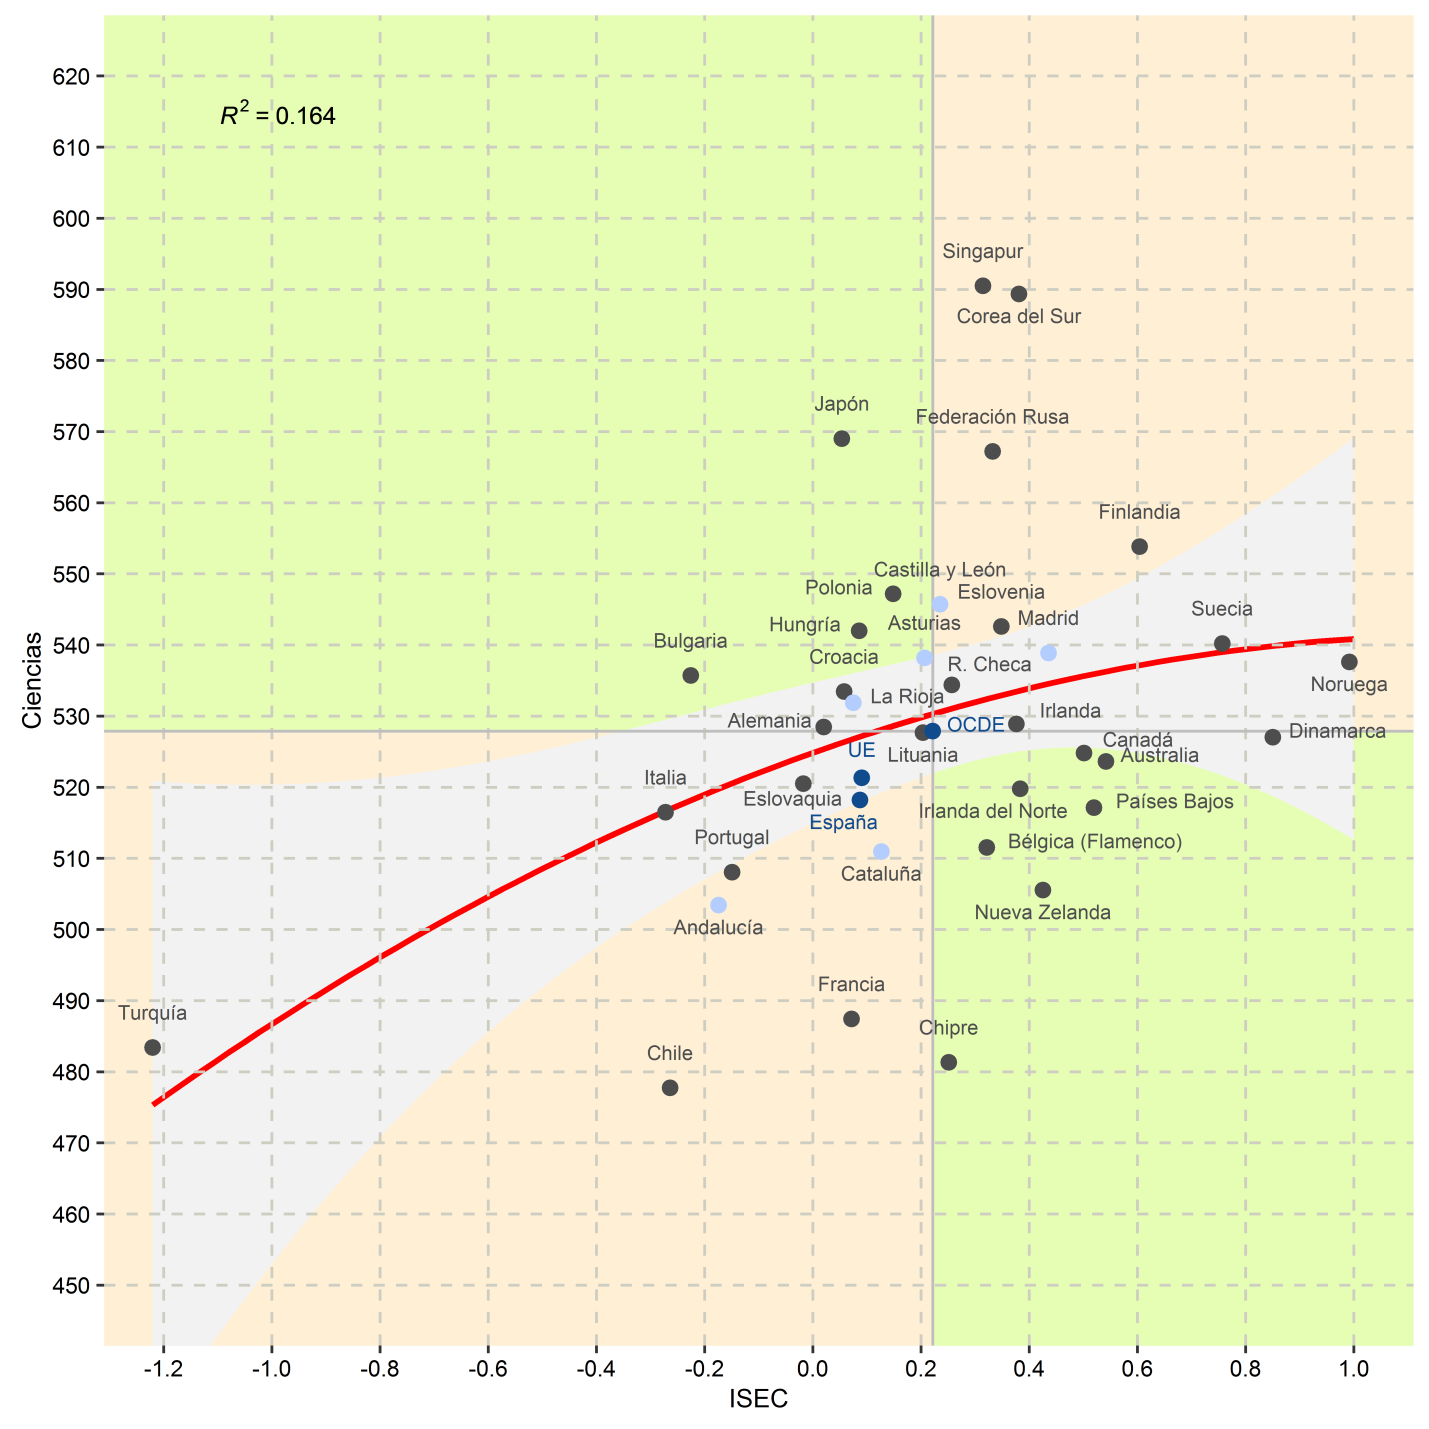 620
R² = 0.164
610
600
Singapur
590
Corea del Sur
580
Japón
Federación Rusa
570
560
Finlandia
550
Castilla y León
Polonia
Eslovenia
Suecia
Hungría
Asturias
Madrid
540
Bulgaria
Croacia
R. Checa
Noruega
La Rioja
530
Alemania
OCDE
Irlanda
Dinamarca
UE
Lituania
Canadá
Australia
520
Italia
Eslovaquia
Países Bajos
España
Irlanda del Norte
510
Portugal
Bélgica (Flamenco)
Cataluña
Nueva Zelanda
500
Andalucía
490
Francia
Turquía
Chipre
480
Chile
470
460
450
Ciencias
-1.2 -1.0 -0.8 -0.6 -0.4 -0.2 0.0 0.2 0.4 0.6 0.8 1.0
ISEC